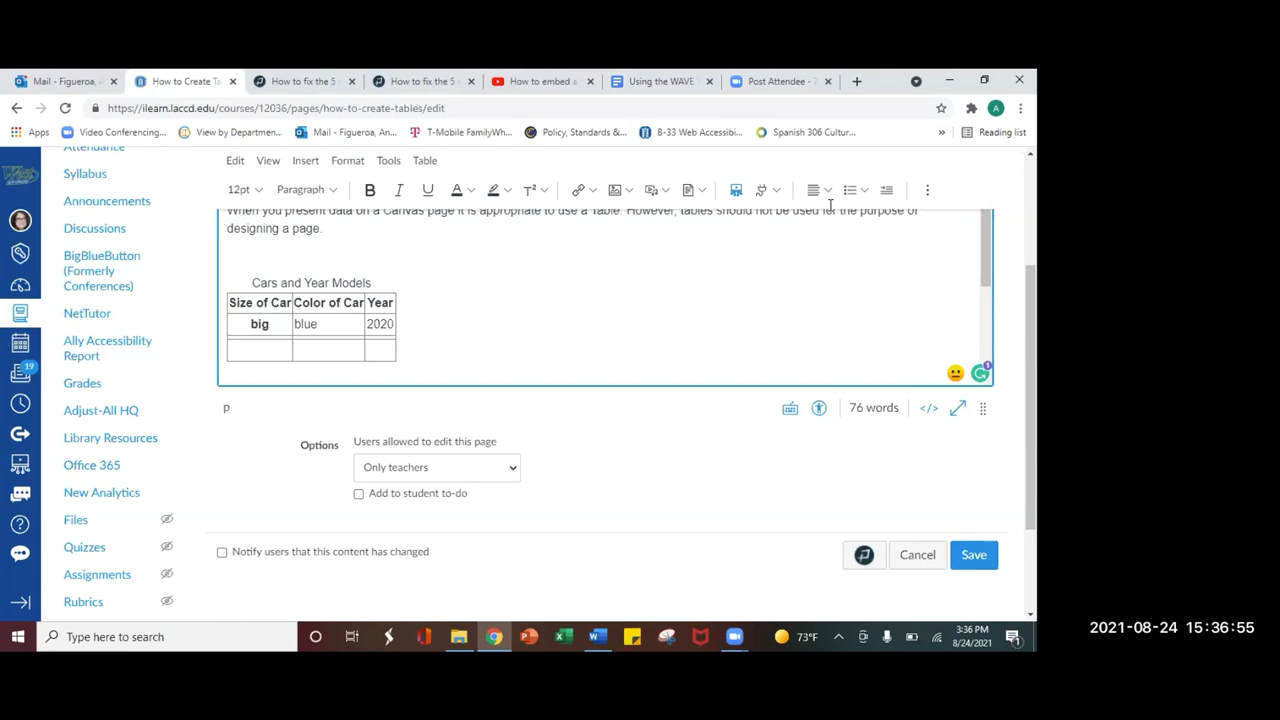 Mail - Figueroa, A
How to Create Ta
How to fix the 5
How to fix the 5
How to embed a
Using the WAVE
Post Attendee - Z
https://ilearn.laccd.edu/courses/12036/pages/how-to-create-tables/edit
A
Apps
Video Conferencing...
View by Departmen...
Mail - Figueroa, An...
T-Mobile FamilyWh...
Policy, Standards &...
B-33 Web Accessibi...
Spanish 306 Cultur...
»
Reading list
Attendance
Syllabus
Announcements
Discussions
BigBlueButton
(Formerly
Conferences)
NetTutor
Ally Accessibility
Report
Grades
Adjust-All HQ
Library Resources
Office 365
New Analytics
Files
Quizzes
Assignments
Rubrics
19
Edit View Insert Format Tools Table
12pt Paragraph B I U A T²
When you present data on a Canvas page it is appropriate to use a Table. However, tables should not be used for the purpose of
designing a page.
Cars and Year Models
Size of Car Color of Car Year
big blue 2020
p
76 words </>
Options
Users allowed to edit this page
Only teachers
Add to student to-do
Notify users that this content has changed
Cancel
Save
Type here to search
73°F
3:36 PM
8/24/2021
2021-08-24 15:36:55